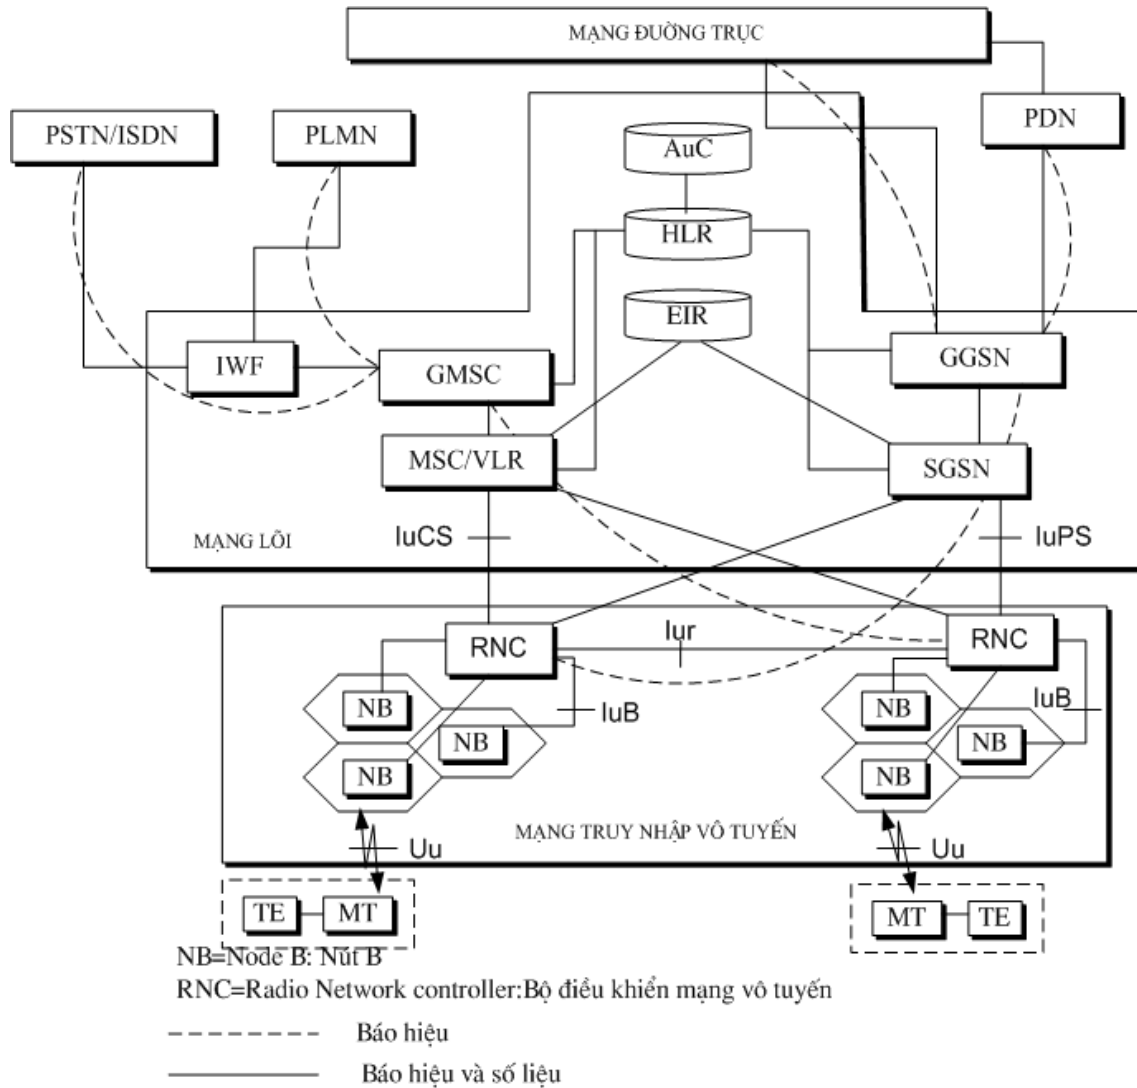 MẠNG ĐUỜNG TRỤC
PSTN/ISDN
PLMN
PDN
AuC
HLR
EIR
IWF
GMSC
GGSN
MSC/VLR
SGSN
MẠNG LÕI
IuCS
IuPS
RNC
Iur
RNC
NB
IuB
NB
NB
NB
IuB
NB
NB
MẠNG TRUY NHẬP VÔ TUYẾN
Uu
Uu
TE
MT
MT
TE
NB=Node B: Nút B
RNC=Radio Network controller:Bộ điều khiển mạng vô tuyến
Báo hiệu
Báo hiệu và số liệu